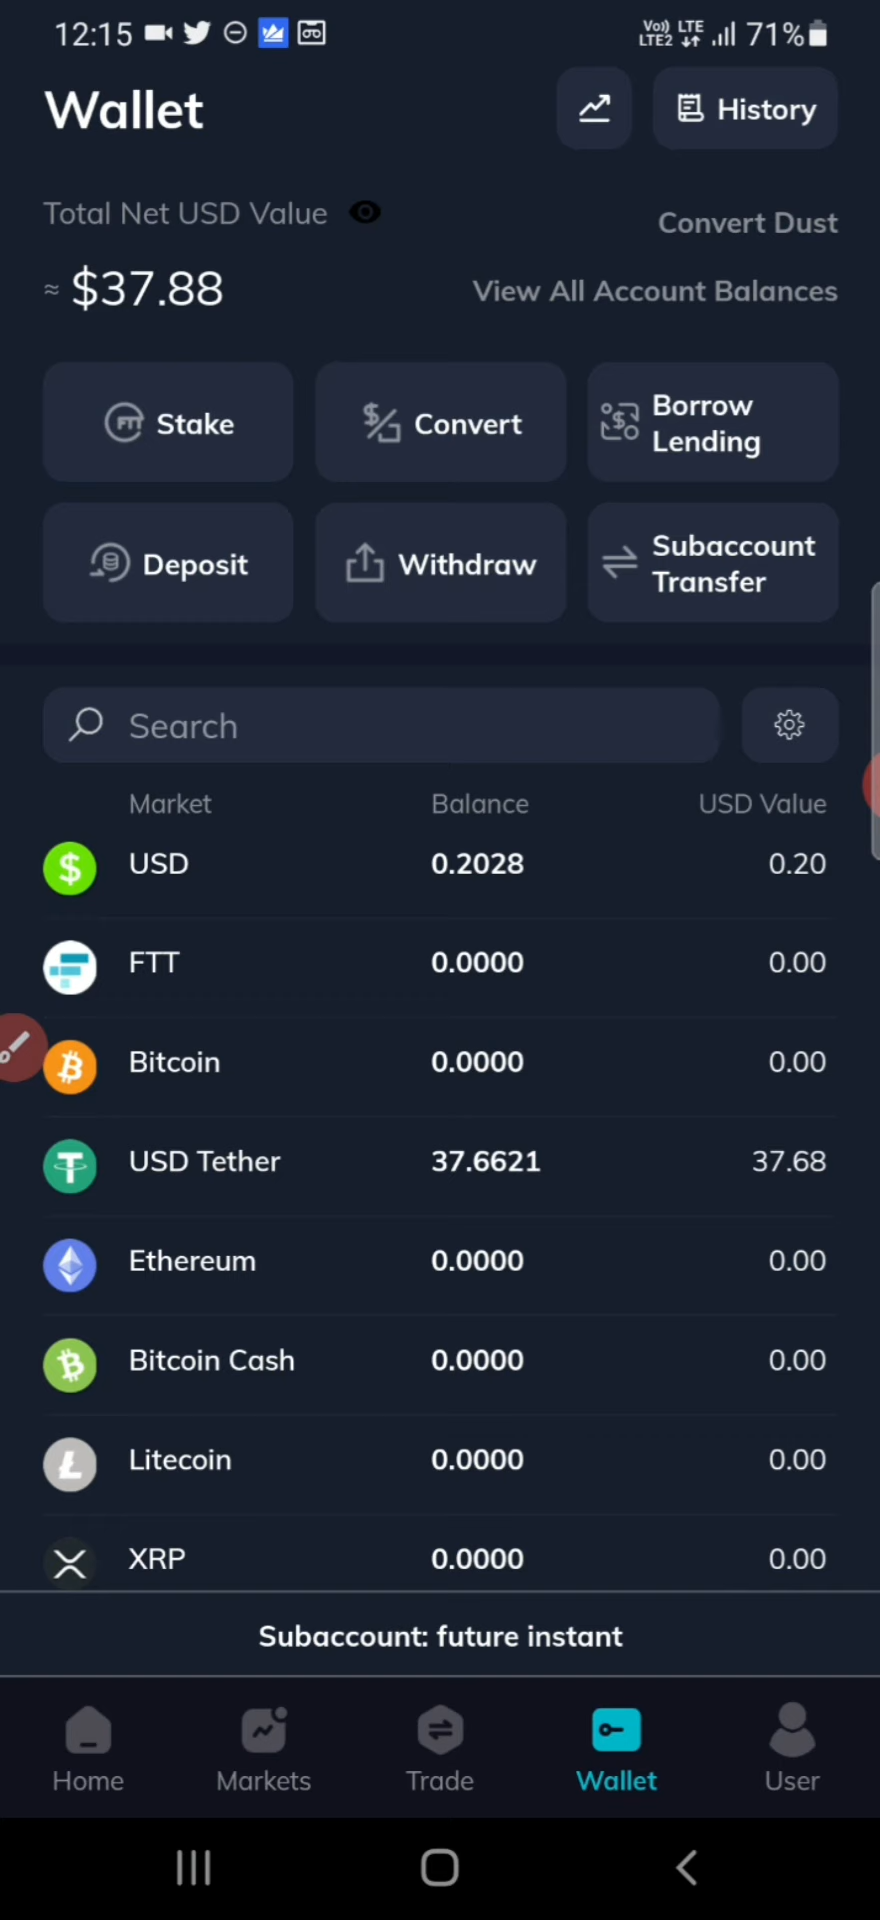 12:15 Vo)) LTE LTE2 71%
Wallet
History
Total Net USD Value
Convert Dust
≈ $37.88
View All Account Balances
Stake
Convert
Borrow
Lending
Deposit
Withdraw
Subaccount
Transfer
Search
Market Balance USD Value
USD 0.2028 0.20
FTT 0.0000 0.00
Bitcoin 0.0000 0.00
USD Tether 37.6621 37.68
Ethereum 0.0000 0.00
Bitcoin Cash 0.0000 0.00
Litecoin 0.0000 0.00
XRP 0.0000 0.00
Subaccount: future instant
Home Markets Trade Wallet User